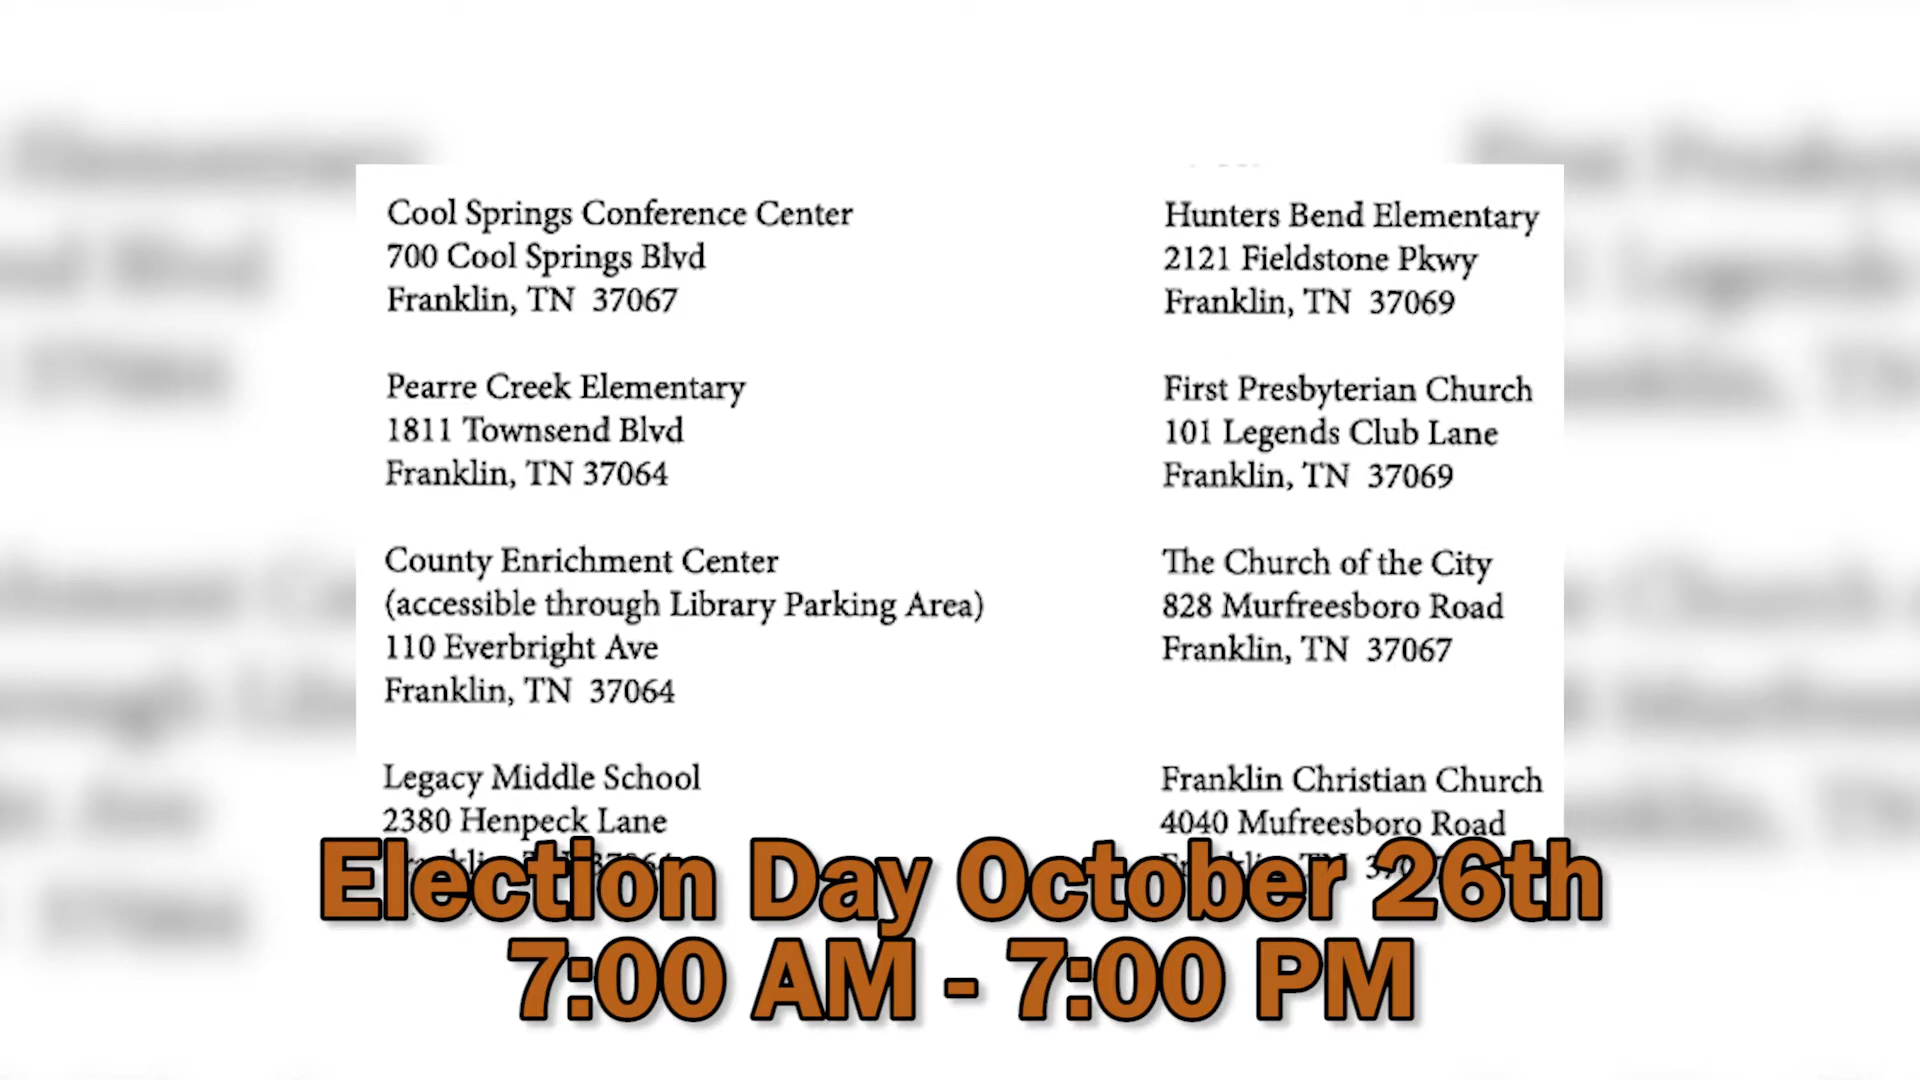 Cool Springs Conference Center
700 Cool Springs Blvd
Franklin, TN 37067
Pearre Creek Elementary
1811 Townsend Blvd
Franklin, TN 37064
County Enrichment Center
(accessible through Library Parking Area)
110 Everbright Ave
Franklin, TN 37064
Legacy Middle School
2380 Henpeck Lane
Hunters Bend Elementary
2121 Fieldstone Pkwy
Franklin, TN 37069
First Presbyterian Church
101 Legends Club Lane
Franklin, TN 37069
The Church of the City
828 Murfreesboro Road
Franklin, TN 37067
Franklin Christian Church
4040 Mufreesboro Road
Election Day October 26th
7:00 AM - 7:00 PM